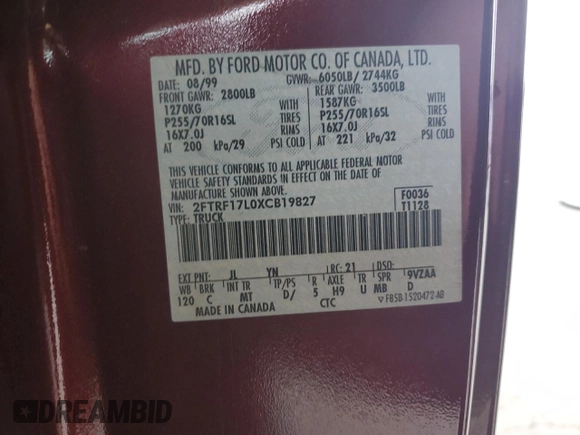 MFD. BY FORD MOTOR CO. OF CANADA, LTD.
DATE: 08/99 GVWR: 6050LB/ 2744KG
FRONT GAWR: 2800LB REAR GAWR: 3500LB
1270KG WITH 1587KG WITH
P255/70R16SL TIRES P255/70R16SL TIRES
16X7.0J RIMS 16X7.0J RIMS
AT 200 kPa/29 PSI COLD AT 221 kPa/32 PSI COLD
THIS VEHICLE CONFORMS TO ALL APPLICABLE FEDERAL MOTOR
VEHICLE SAFETY STANDARDS IN EFFECT ON THE DATE OF
MANUFACTURE SHOWN ABOVE.
VIN: 2FTRF17L0XCB19827 F0036
TYPE: TRUCK T1128
EXT PNT: JL YN RC: 21 DSO:
WB BRK INT TR TP/PS R AXLE TR SPR 9VZAA
120 C MT D/ 5 H9 U MB D
MADE IN CANADA CTC F85B-1520472-AD
DREAMBID